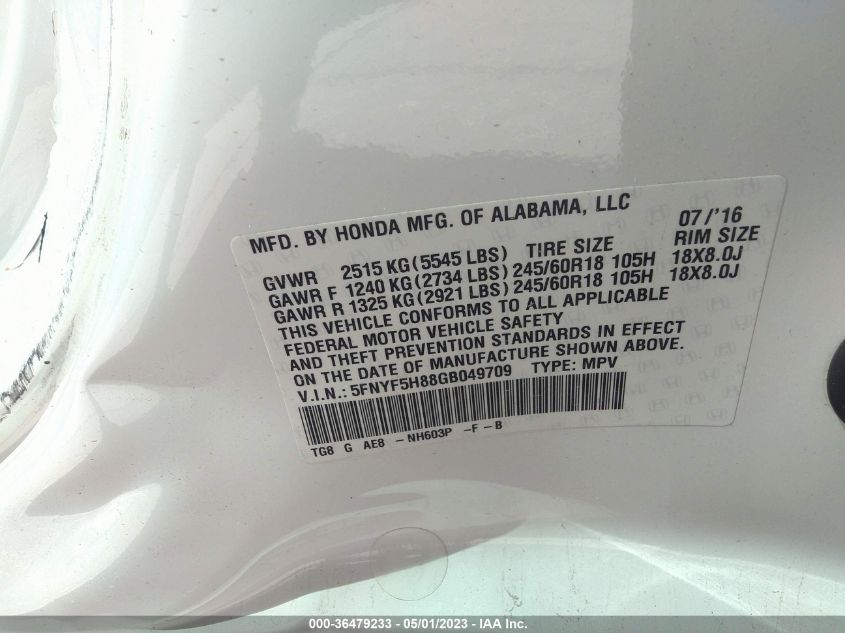 MFD. BY HONDA MFG. OF ALABAMA, LLC 07/'16
GVWR 2515 KG(5545 LBS) TIRE SIZE RIM SIZE
GAWR F 1240 KG(2734 LBS)245/60R18 105H 18X8.0J
GAWR R 1325 KG(2921 LBS)245/60R18 105H 18X8.0J
THIS VEHICLE CONFORMS TO ALL APPLICABLE
FEDERAL MOTOR VEHICLE SAFETY
AND THEFT PREVENTION STANDARDS IN EFFECT
ON THE DATE OF MANUFACTURE SHOWN ABOVE.
V.I.N.: 5FNYF5H88GB049709 TYPE: MPV
TG8 G AE8 -NH603P -F-B
000-36479233 - 05/01/2023 - IAA Inc.